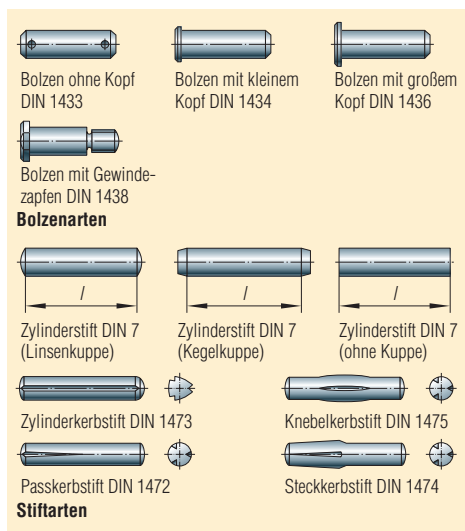 Bolzen ohne Kopf
DIN 1433
Bolzen mit kleinem
Kopf DIN 1434
Bolzen mit großem
Kopf DIN 1436
Bolzen mit Gewinde-
zapfen DIN 1438
Bolzenarten
l
l
l
Zylinderstift DIN 7
(Linsenkuppe)
Zylinderstift DIN 7
(Kegelkuppe)
Zylinderstift DIN 7
(ohne Kuppe)
Zylinderkerbstift DIN 1473
Knebelkerbstift DIN 1475
Passkerbstift DIN 1472
Steckkerbstift DIN 1474
Stiftarten